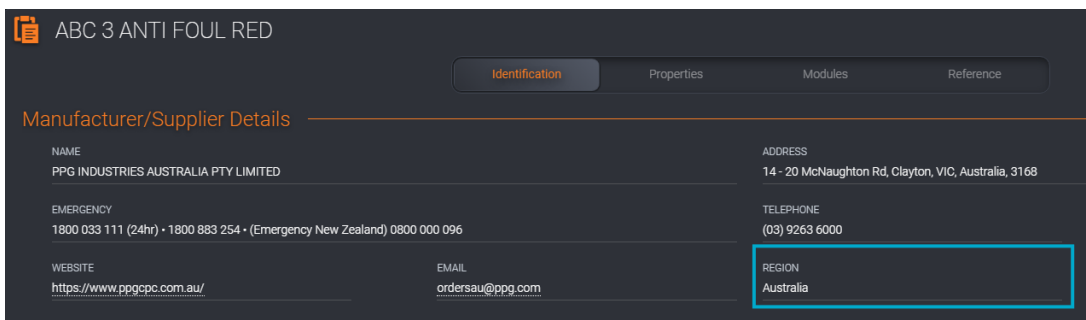 ABC 3 ANTI FOUL RED
Identification Properties Modules Reference
Manufacturer/Supplier Details
NAME ADDRESS
PPG INDUSTRIES AUSTRALIA PTY LIMITED 14 - 20 McNaughton Rd, Clayton, VIC, Australia, 3168
EMERGENCY TELEPHONE
1800 033 111 (24hr) • 1800 883 254 • (Emergency New Zealand) 0800 000 096 (03) 9263 6000
WEBSITE EMAIL REGION
https://www.ppgcpc.com.au/ ordersau@ppg.com Australia